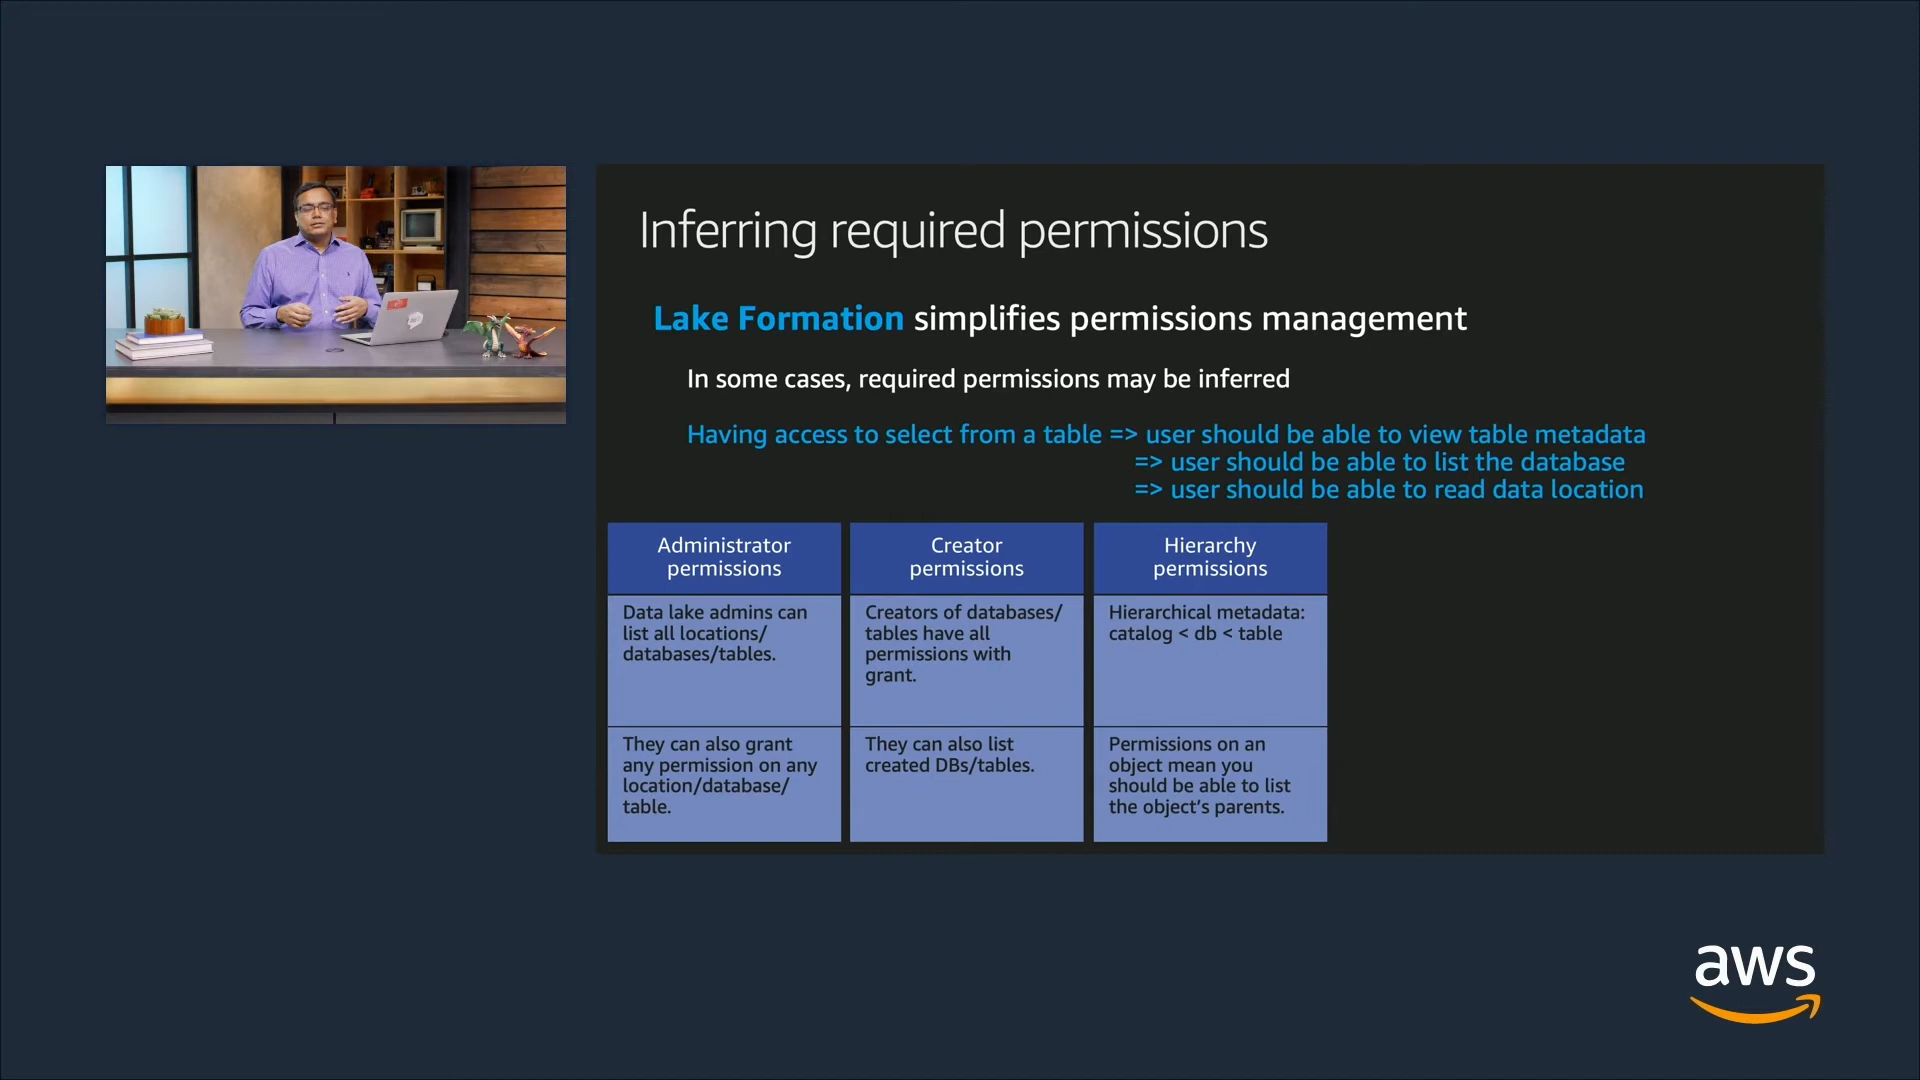 Inferring required permissions
Lake Formation simplifies permissions management
In some cases, required permissions may be inferred
Having access to select from a table => user should be able to view table metadata
=> user should be able to list the database
=> user should be able to read data location
Administrator
permissions
Data lake admins can
list all locations/
databases/tables.
They can also grant
any permission on any
location/database/
table.
Creator
permissions
Creators of databases/
tables have all
permissions with
grant.
They can also list
created DBs/tables.
Hierarchy
permissions
Hierarchical metadata:
catalog < db < table
Permissions on an
object mean you
should be able to list
the object's parents.
aws